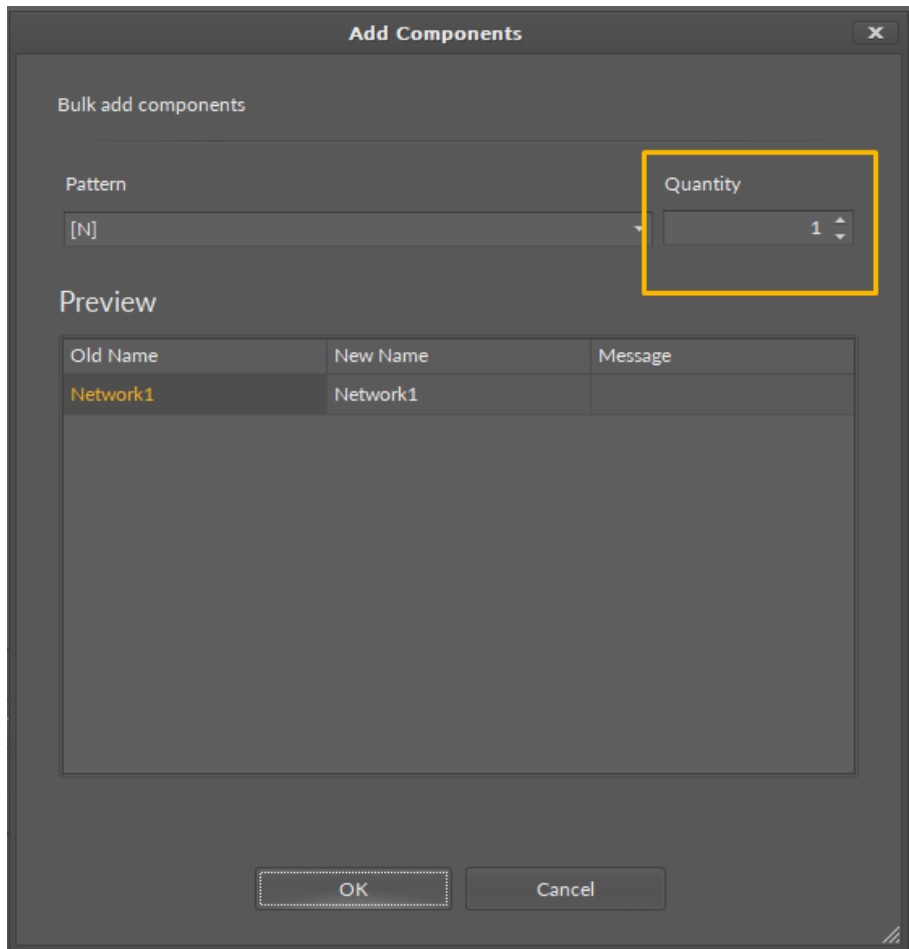 Add Components
x
Bulk add components
Pattern Quantity
[N] 1
Preview
Old Name New Name Message
Network1 Network1
OK Cancel